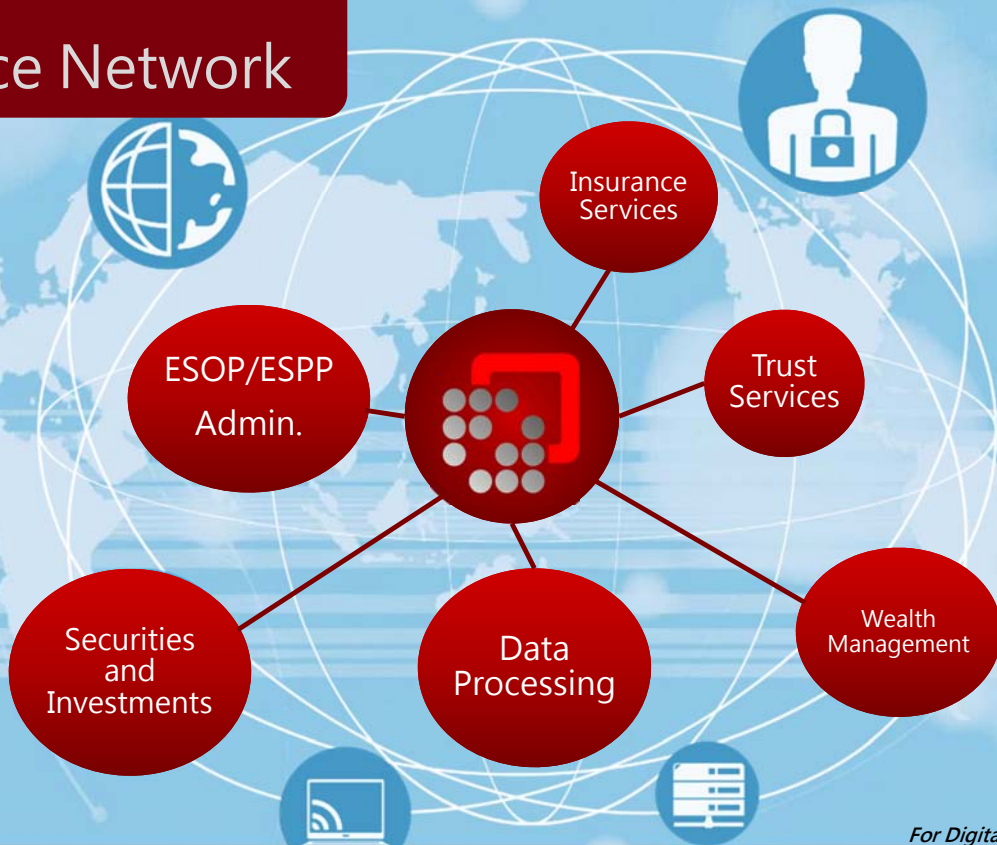 ce Network
Insurance
Services
ESOP/ESPP
Admin.
Trust
Services
Securities
and
Investments
Data
Processing
Wealth
Management
For Digita